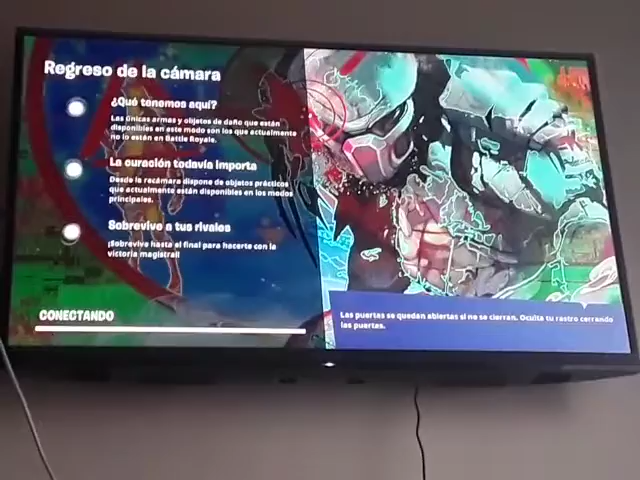 Regreso de la cámara
¿Qué tenemos aquí?
Las únicas armas y objetos de daño que están
disponibles en este modo son los que actualmente
no lo están en Battle Royale.
La curación todavía importa
Desde la recámara dispone de objetos prácticos
que actualmente están disponibles en los modos
principales.
Sobrevive a tus rivales
¡Sobrevive hasta el final para hacerte con la
victoria magistral!
CONECTANDO
Las puertas se quedan abiertas si no se cierran. Oculta tu rastro cerrando
las puertas.